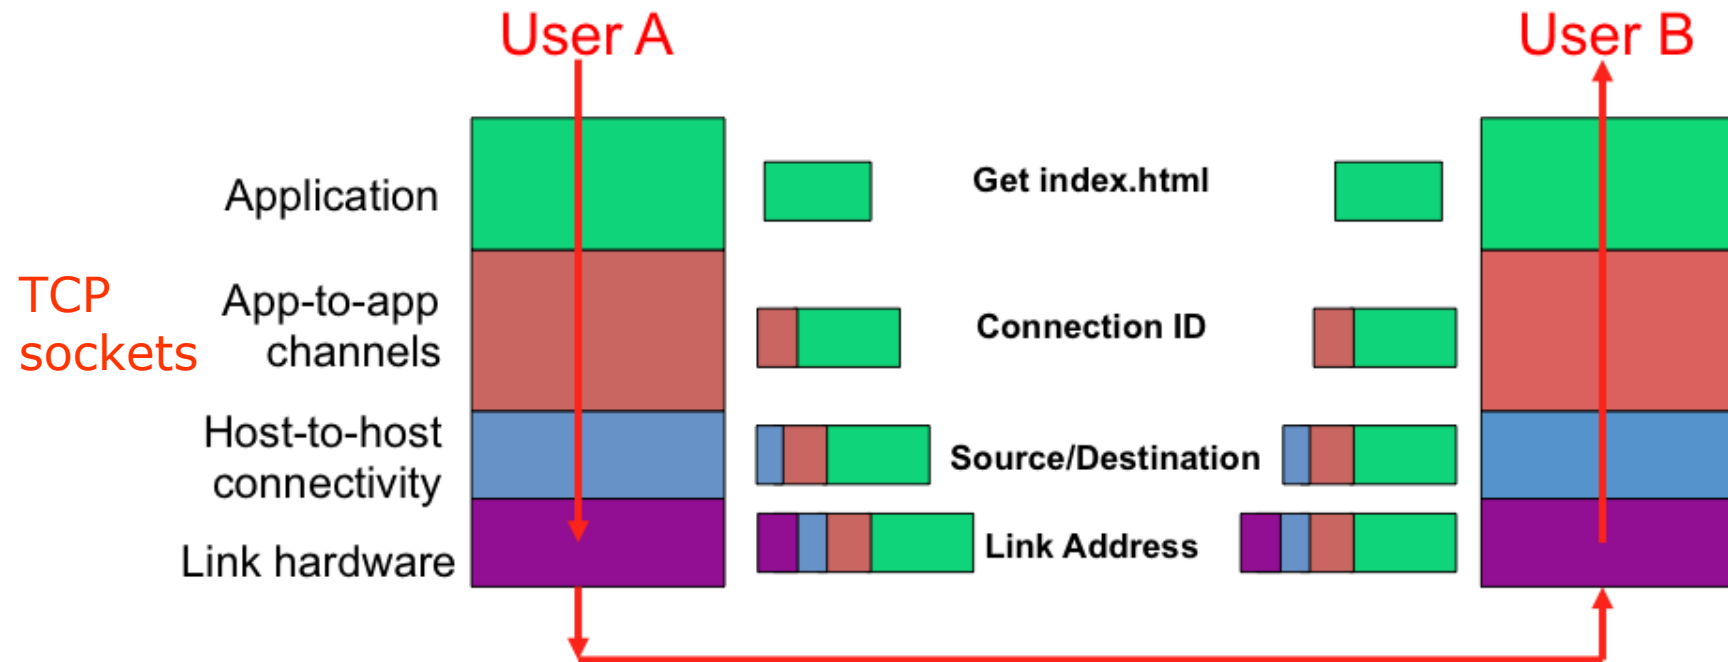 User A
User B
Application
Get index.html
TCP
sockets
App-to-app
channels
Connection ID
Host-to-host
connectivity
Source/Destination
Link hardware
Link Address